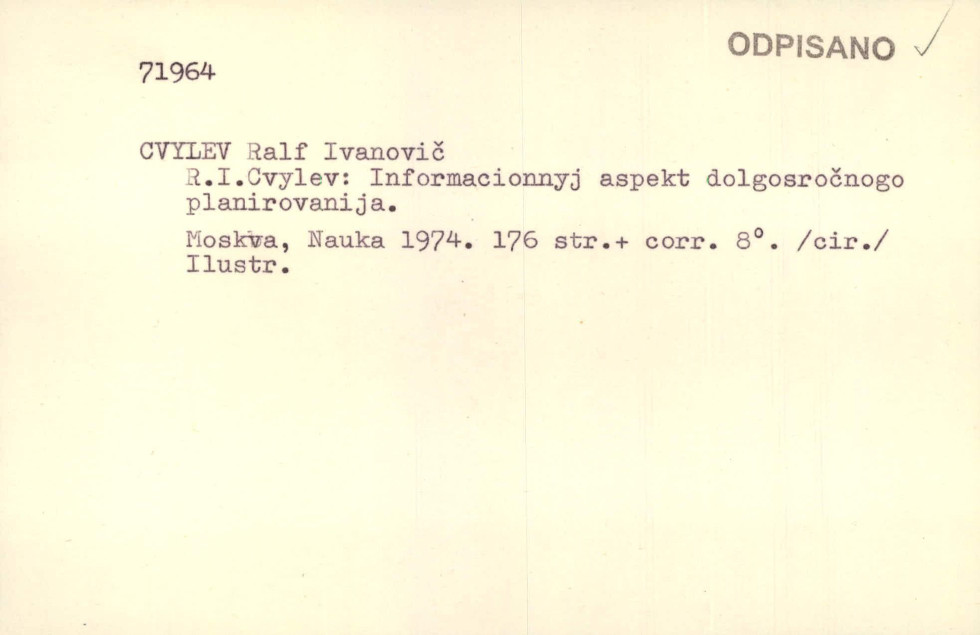 ODPISANO ✓
71964
CVYLEV Ralf Ivanovič
R.I.Cvylev: Informacionnyj aspekt dolgosročnogo
planirovanija.
Moskva, Nauka 1974. 176 str.+ corr. 8°. /cir./
Ilustr.